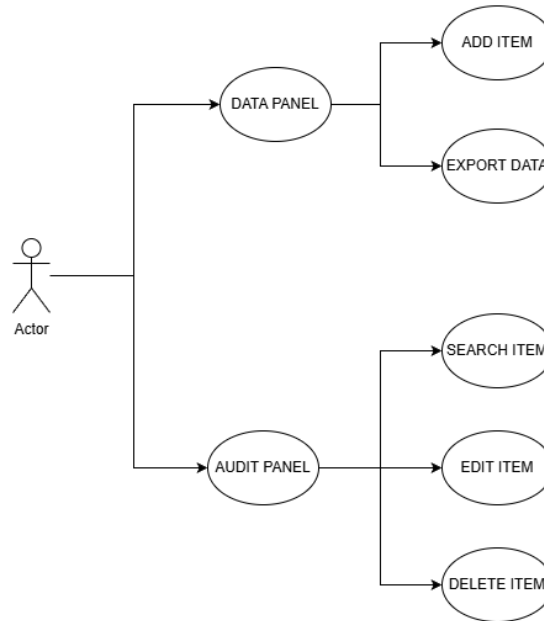 ADD ITEM
DATA PANEL
EXPORT DATA
Actor
SEARCH ITEM
AUDIT PANEL
EDIT ITEM
DELETE ITEM